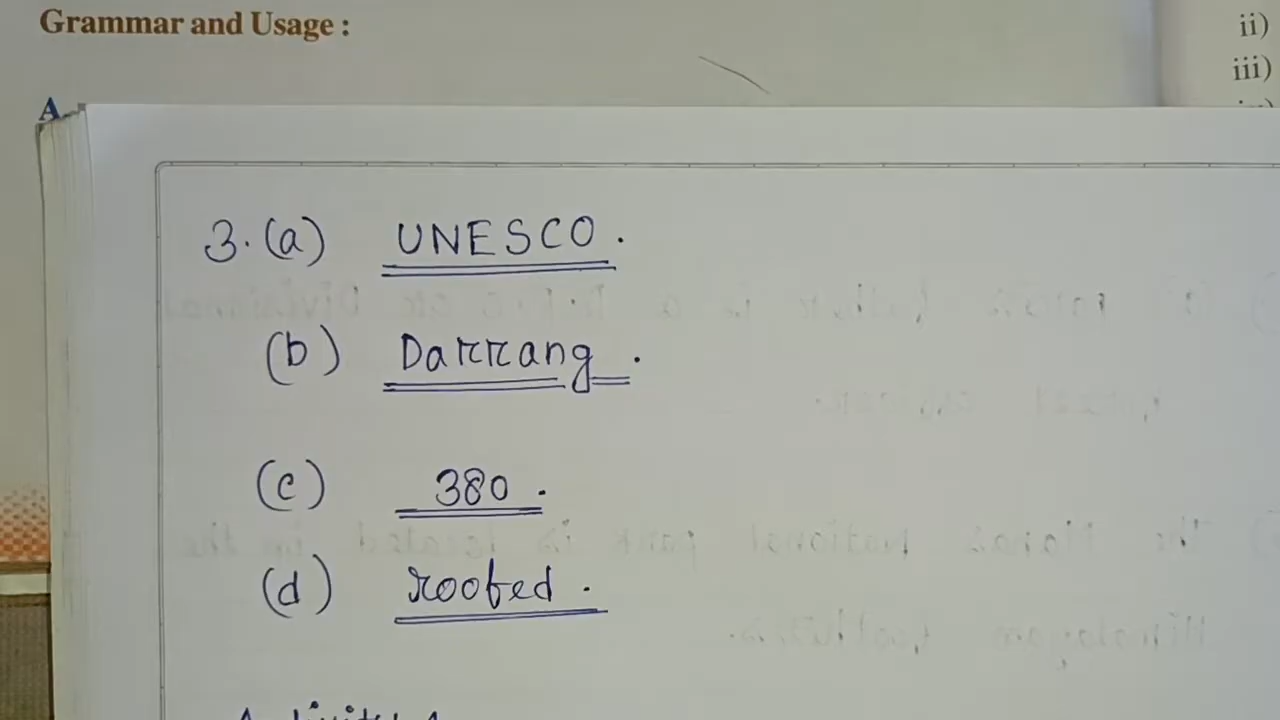 Grammar and Usage :
ii)
iii)
A.
3. (a) UNESCO.
(b) Darrang.
(c) 380.
(d) roofed.